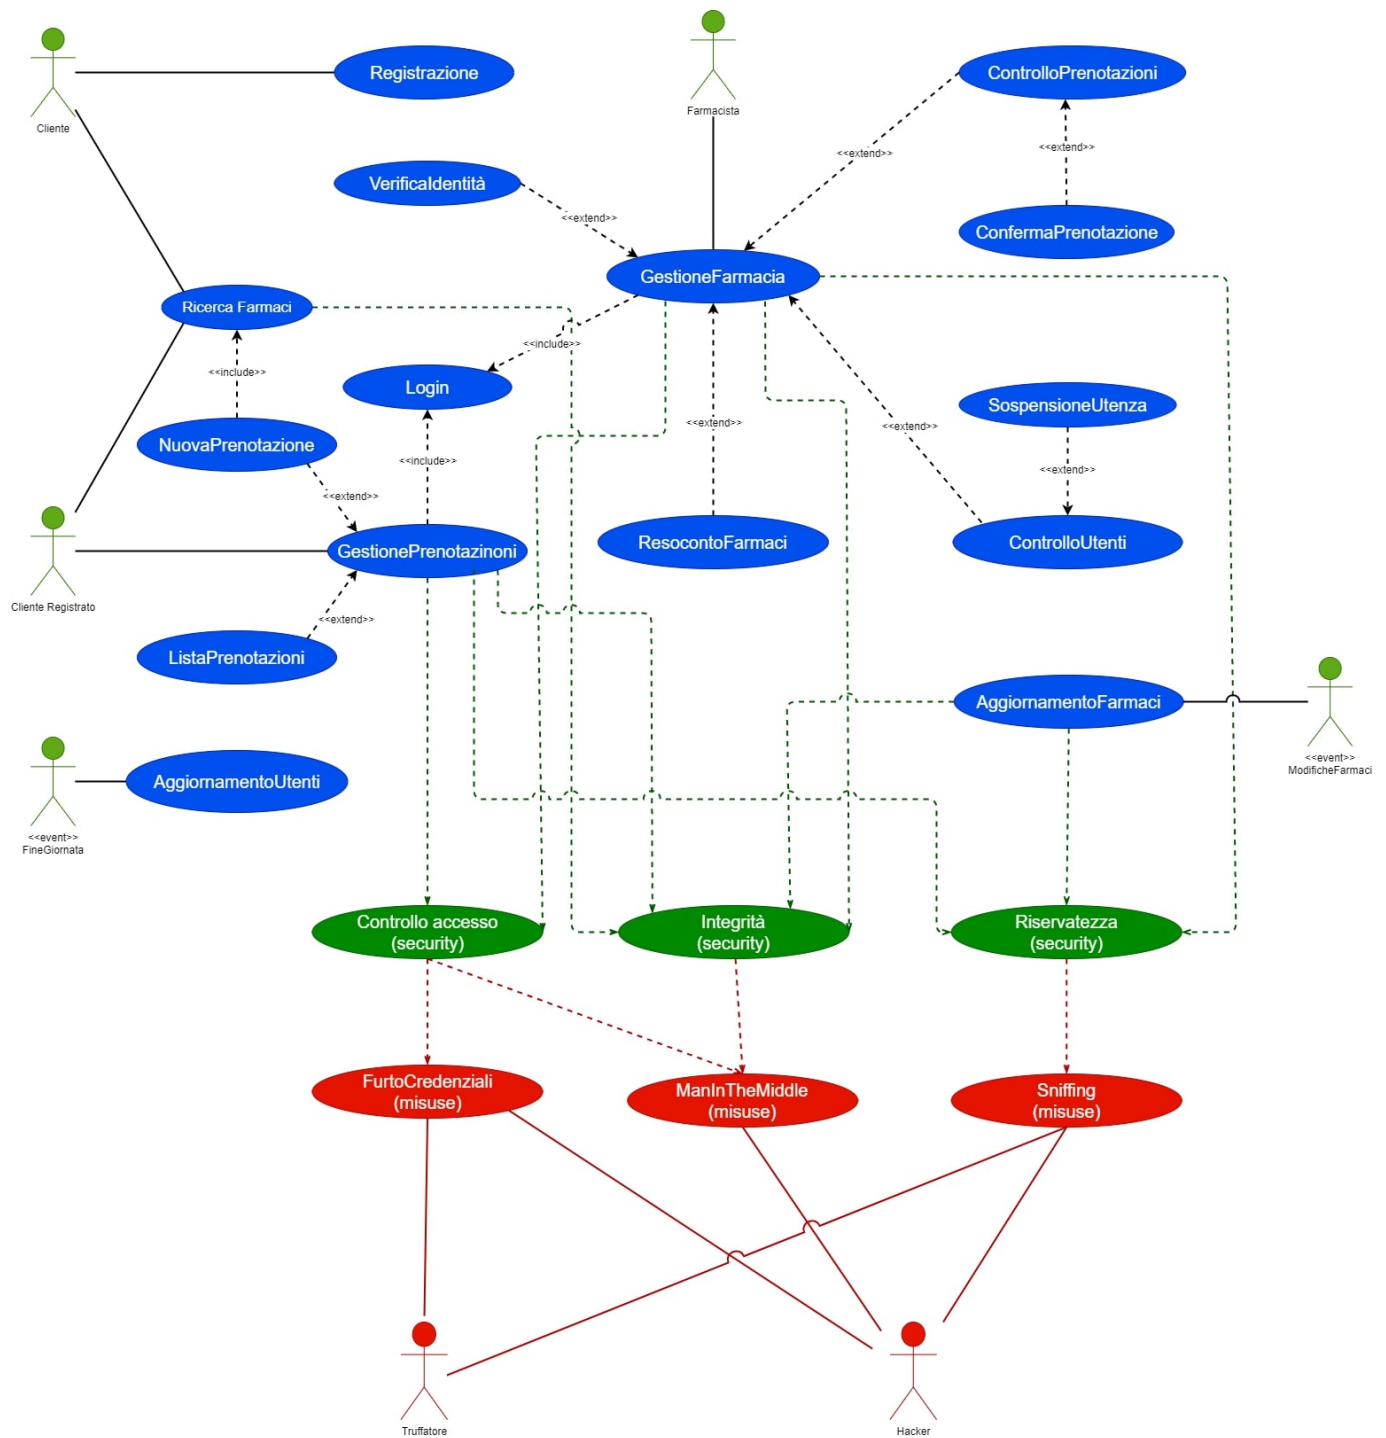 Registrazione
ControlloPrenotazioni
Cliente
Farmacista
<<extend>>
<<extend>>
VerificaIdentità
<<extend>>
ConfermaPrenotazione
GestioneFarmacia
Ricerca Farmaci
<<include>>
<<include>>
Login
SospensioneUtenza
<<extend>>
<<extend>>
NuovaPrenotazione
<<include>>
<<extend>>
<<extend>>
GestionePrenotazinoni
ResocontoFarmaci
ControlloUtenti
Cliente Registrato
<<extend>>
ListaPrenotazioni
AggiornamentoFarmaci
<<event>>
ModificheFarmaci
AggiornamentoUtenti
<<event>>
FineGiornata
Controllo accesso
(security)
Integrità
(security)
Riservatezza
(security)
FurtoCredenziali
(misuse)
ManInTheMiddle
(misuse)
Sniffing
(misuse)
Truffatore
Hacker